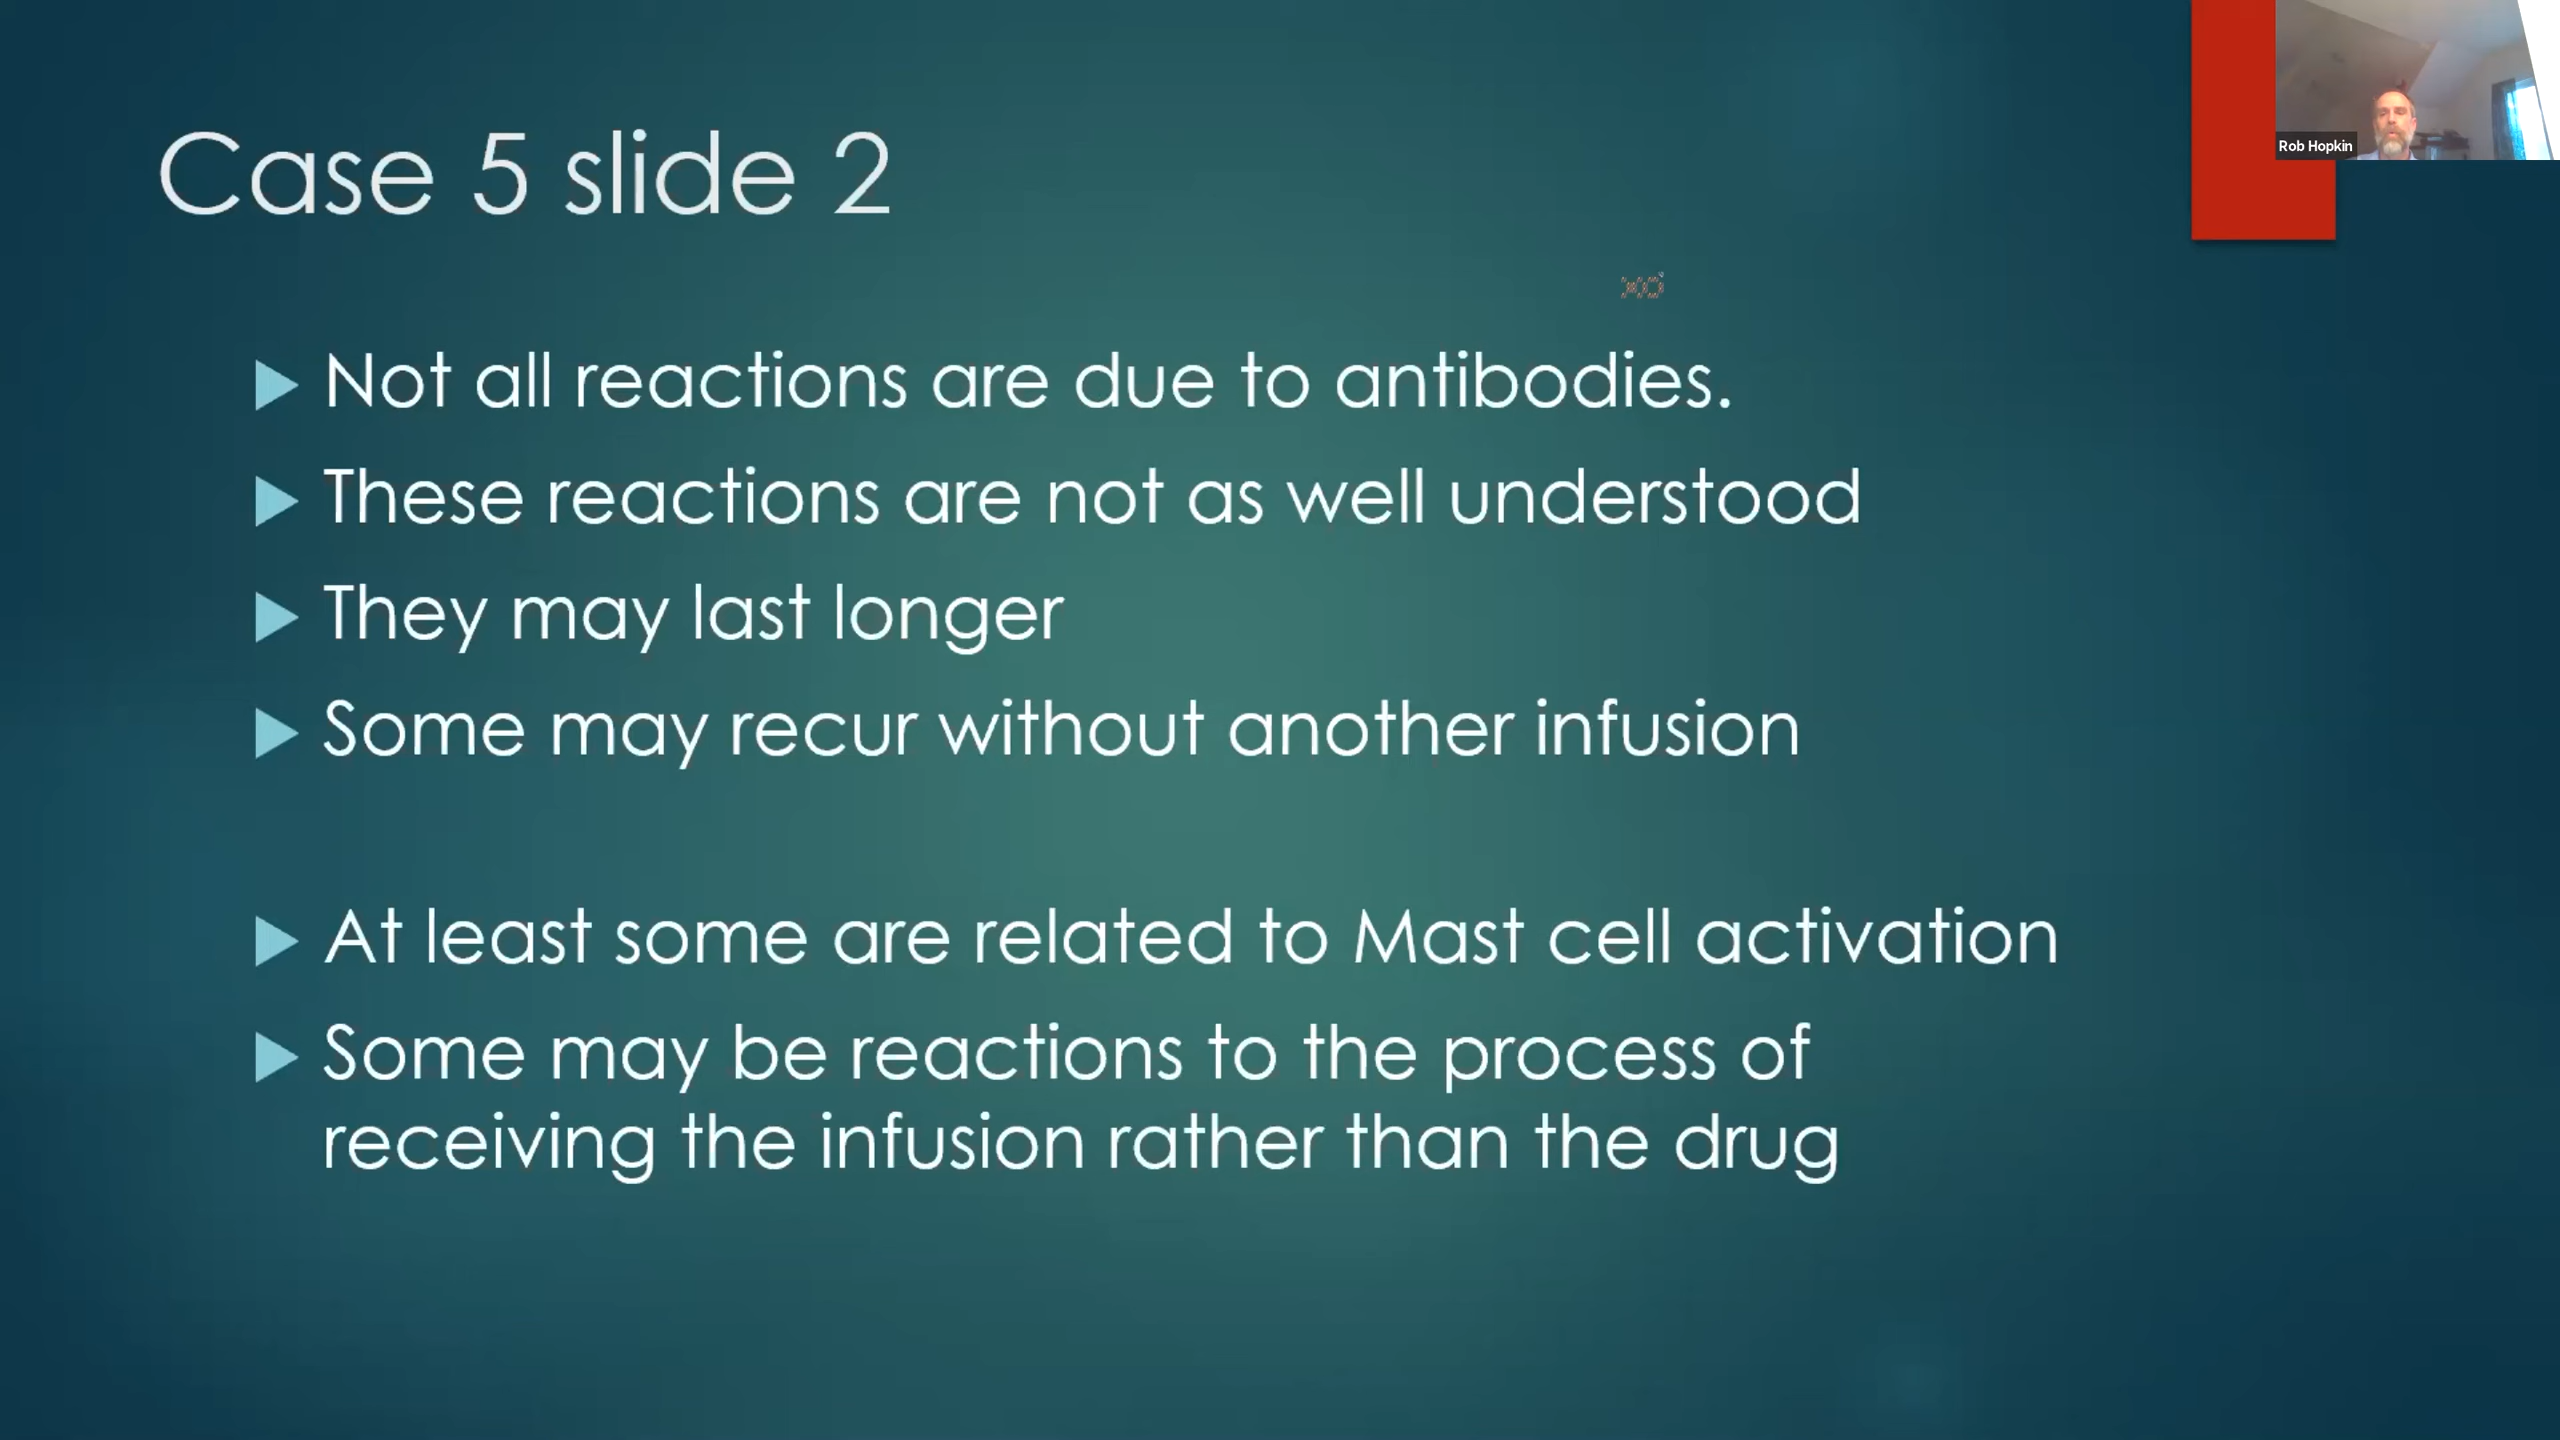 Case 5 slide 2
Rob Hopkin
Not all reactions are due to antibodies.
These reactions are not as well understood
They may last longer
Some may recur without another infusion
At least some are related to Mast cell activation
Some may be reactions to the process of
receiving the infusion rather than the drug